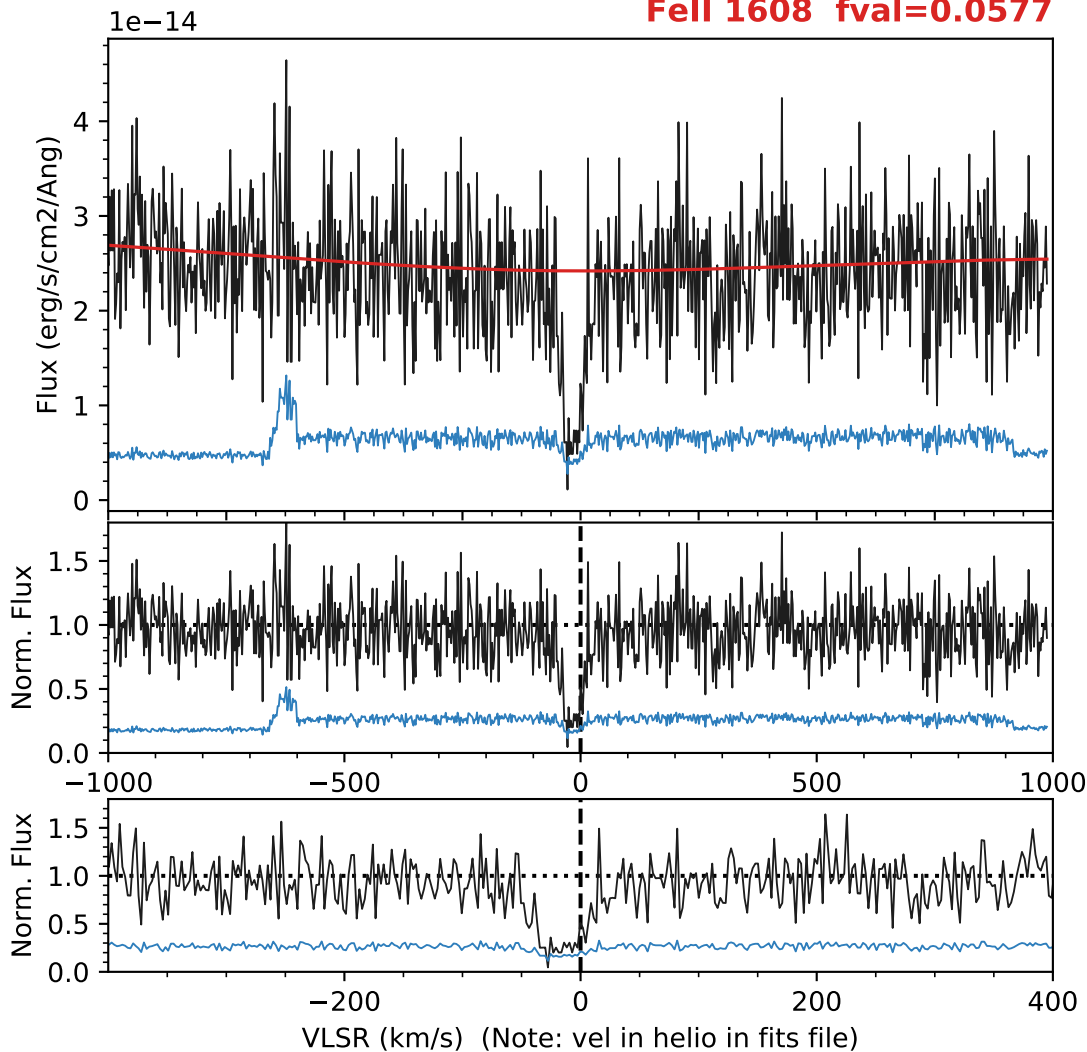 FeII 1608 fval=0.0577
1e−14
Flux (erg/s/cm2/Ang)
4
3
2
1
0
Norm. Flux
1.5
1.0
0.5
0.0
−1000 −500 0 500 1000
Norm. Flux
1.5
1.0
0.5
0.0
−200 0 200 400
VLSR (km/s) (Note: vel in helio in fits file)